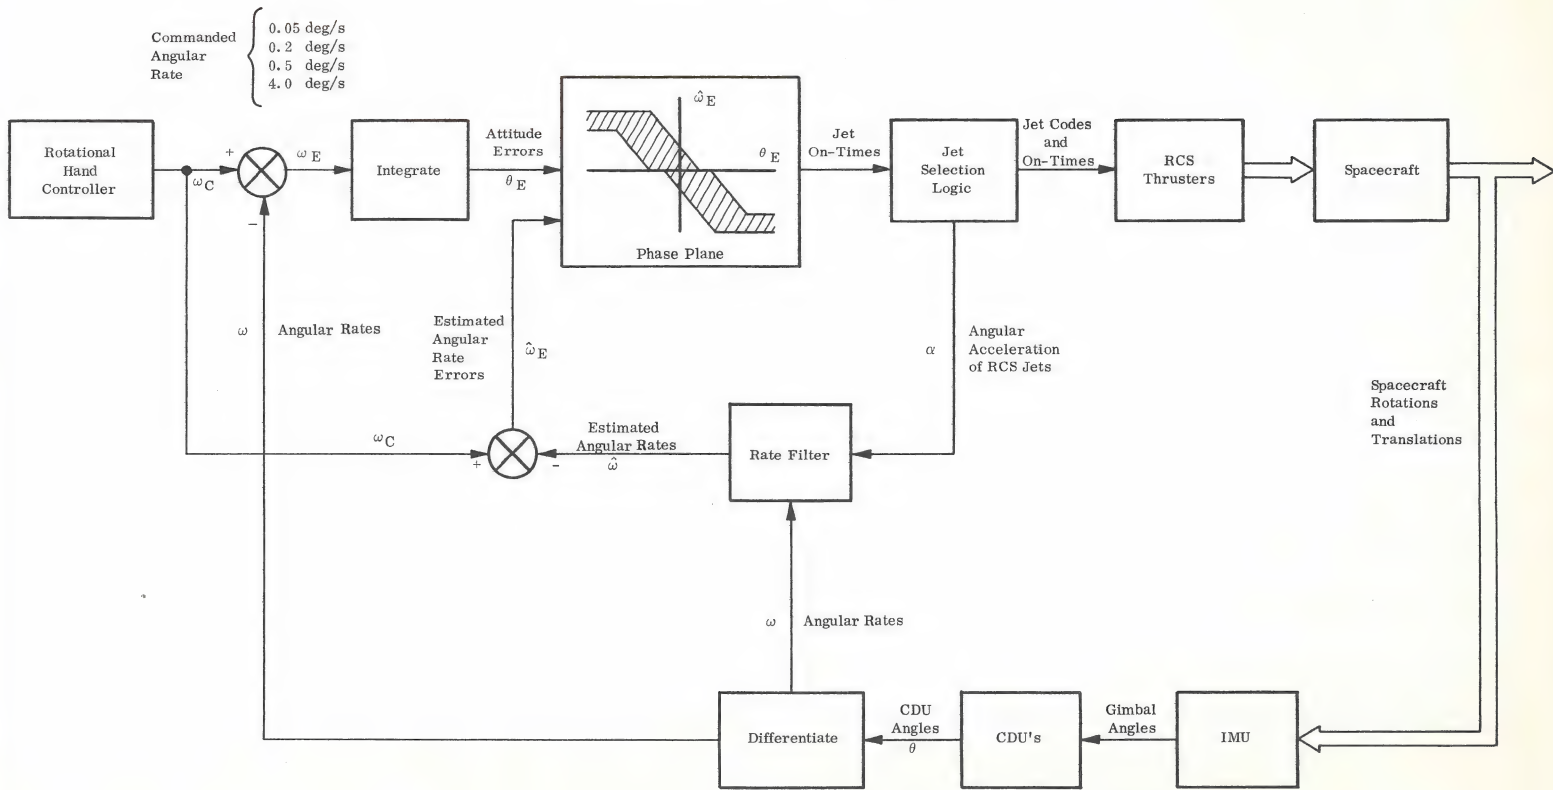 Commanded
Angular
Rate
0.05 deg/s
0.2 deg/s
0.5 deg/s
4.0 deg/s
Rotational
Hand
Controller
ωC
+
-
ωE
Integrate
Attitude
Errors
θE
ω̂E
θE
Phase Plane
Jet
On-Times
Jet
Selection
Logic
Jet Codes
and
On-Times
RCS
Thrusters
Spacecraft
ω Angular Rates
Estimated
Angular
Rate
Errors
ω̂E
α
Angular
Acceleration
of RCS Jets
Spacecraft
Rotations
and
Translations
ωC
+
-
Estimated
Angular Rates
ω̂
Rate Filter
ω Angular Rates
Differentiate
CDU
Angles
θ
CDU's
Gimbal
Angles
IMU